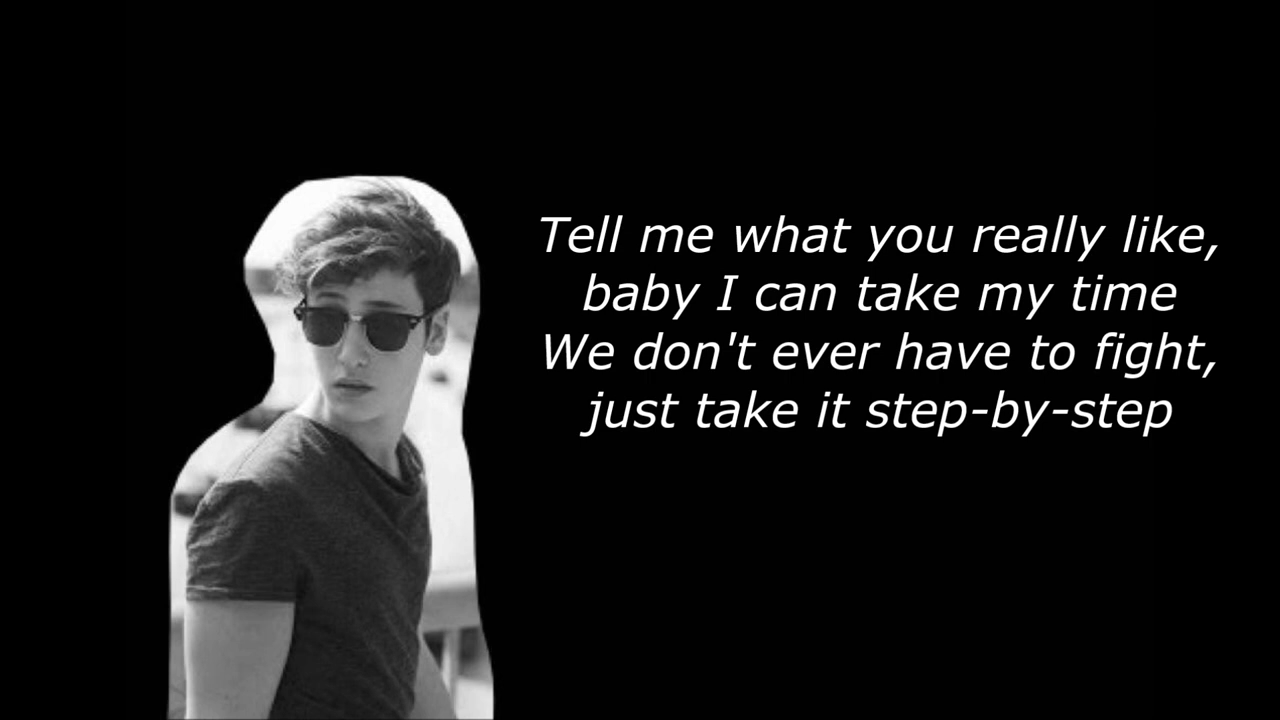 Tell me what you really like,
baby I can take my time
We don't ever have to fight,
just take it step-by-step